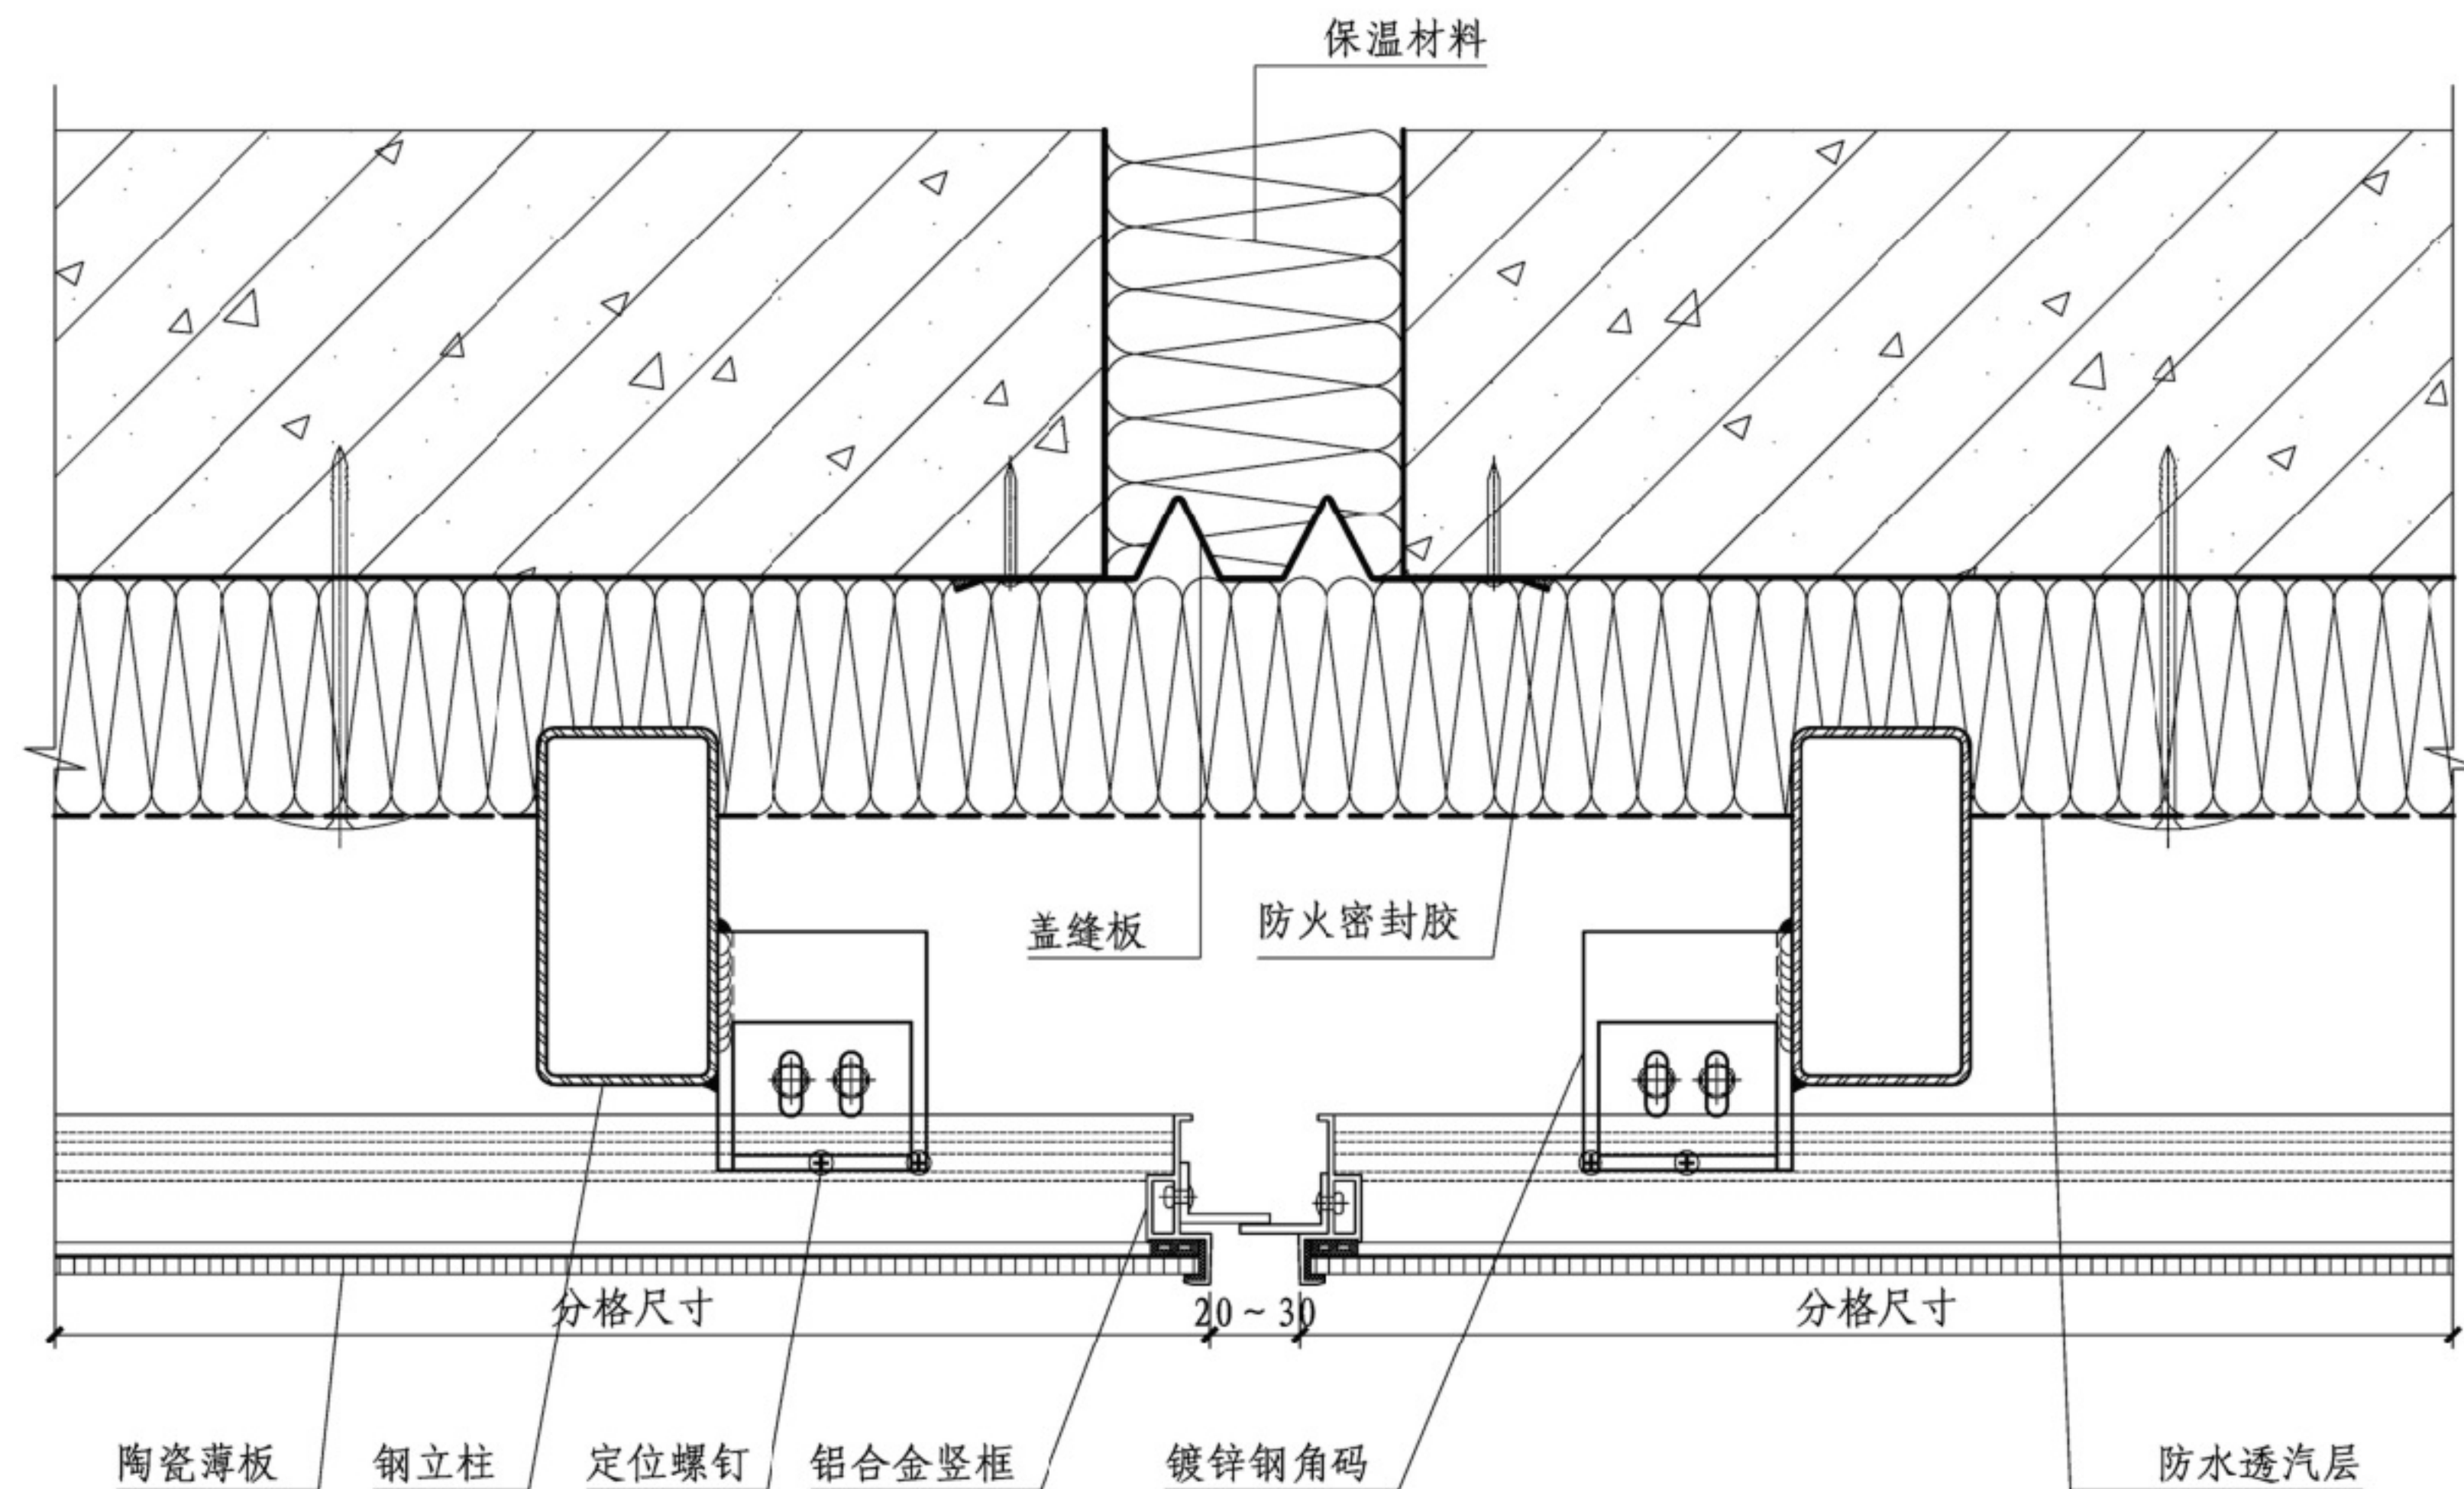 保温材料
盖缝板
防火密封胶
分格尺寸
20～30
分格尺寸
陶瓷薄板
钢立柱
定位螺钉
铝合金竖框
镀锌钢角码
防水透汽层